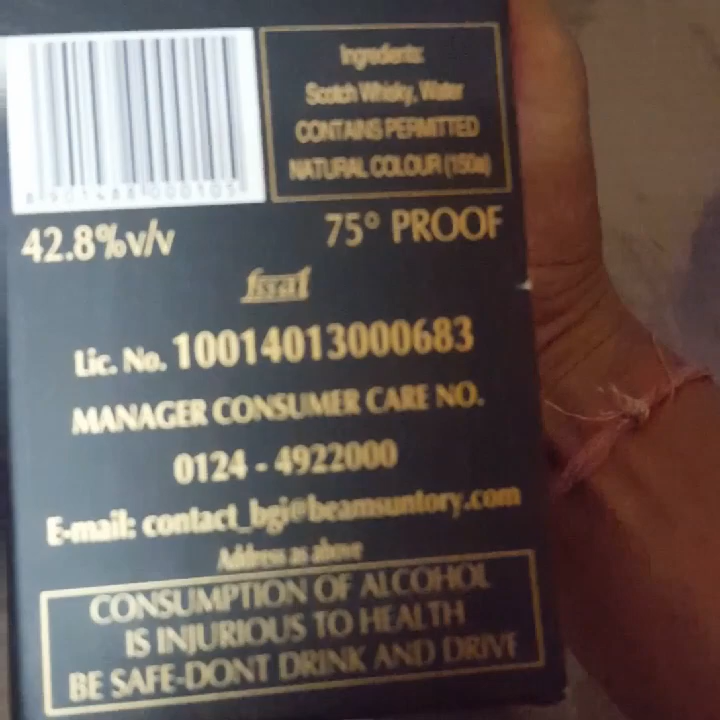 Ingredients:
Scotch Whisky, Water
CONTAINS PERMITTED
NATURAL COLOUR (150a)
42.8%v/v
75° PROOF
fssai
Lic. No. 10014013000683
MANAGER CONSUMER CARE NO.
0124 - 4922000
E-mail: contact_bgi@beamsuntory.com
Address as above
CONSUMPTION OF ALCOHOL
IS INJURIOUS TO HEALTH
BE SAFE-DONT DRINK AND DRIVE